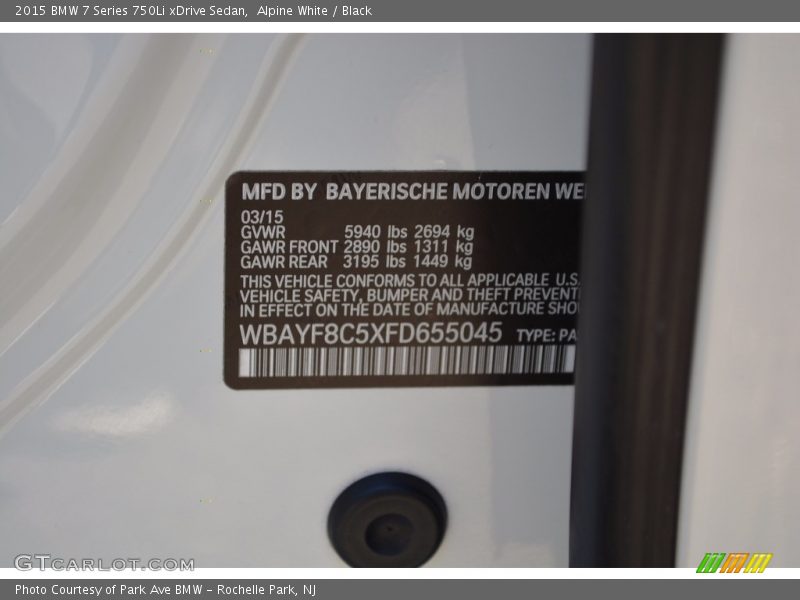 2015 BMW 7 Series 750Li xDrive Sedan, Alpine White / Black
MFD BY BAYERISCHE MOTOREN WE
03/15
GVWR 5940 lbs 2694 kg
GAWR FRONT 2890 lbs 1311 kg
GAWR REAR 3195 lbs 1449 kg
THIS VEHICLE CONFORMS TO ALL APPLICABLE U.S.
VEHICLE SAFETY, BUMPER AND THEFT PREVENTI
IN EFFECT ON THE DATE OF MANUFACTURE SHO
WBAYF8C5XFD655045 TYPE: PA
GTCARLOT.COM
Photo Courtesy of Park Ave BMW - Rochelle Park, NJ